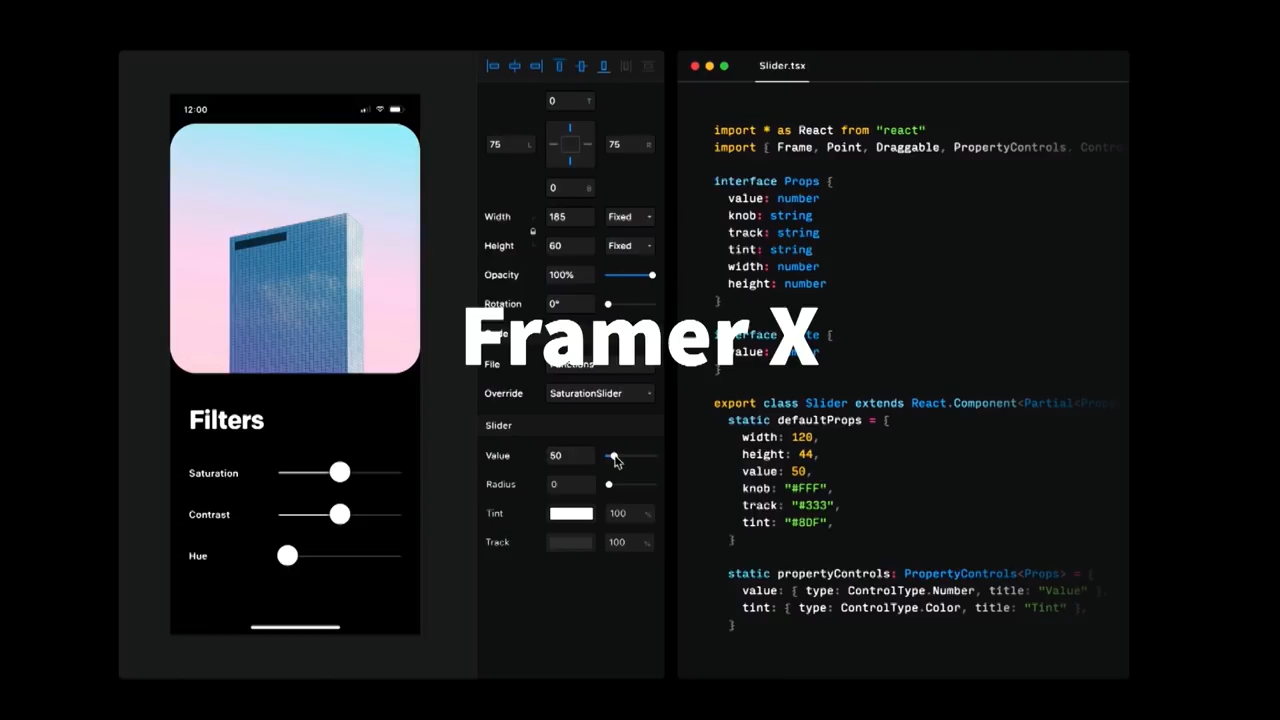 12:00
Filters
Saturation
Contrast
Hue
0 T
75 L
75 R
0 B
Width 185 Fixed
Height 60 Fixed
Opacity 100%
Rotation 0°
File Functions
Override SaturationSlider
Slider
Value 50
Radius 0
Tint 100 %
Track 100 %
Framer X
Slider.tsx
import * as React from "react"
import { Frame, Point, Draggable, PropertyControls, Contro
interface Props {
value: number
knob: string
track: string
tint: string
width: number
height: number
}
{
value:
}
export class Slider extends React.Component<Partial<Props
static defaultProps = {
width: 120,
height: 44,
value: 50,
knob: "#FFF",
track: "#333",
tint: "#8DF",
}
static propertyControls: PropertyControls<Props> = {
value: { type: ControlType.Number, title: "Value" },
tint: { type: ControlType.Color, title: "Tint" },
}